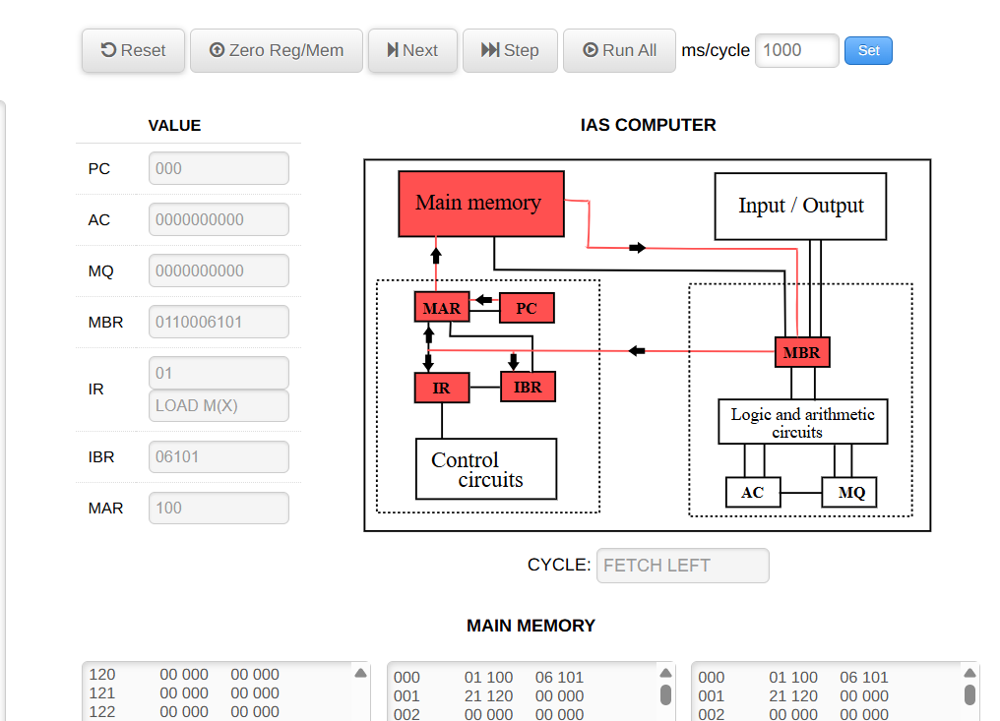 Reset Zero Reg/Mem Next Step Run All ms/cycle 1000 Set
VALUE
PC 000
AC 0000000000
MQ 0000000000
MBR 0110006101
IR 01
LOAD M(X)
IBR 06101
MAR 100
IAS COMPUTER
Main memory
Input / Output
MAR
PC
MBR
IR
IBR
Logic and arithmetic
circuits
Control
circuits
AC
MQ
CYCLE: FETCH LEFT
MAIN MEMORY
120 00 000 00 000
121 00 000 00 000
122 00 000 00 000
000 01 100 06 101
001 21 120 00 000
002 00 000 00 000
000 01 100 06 101
001 21 120 00 000
002 00 000 00 000